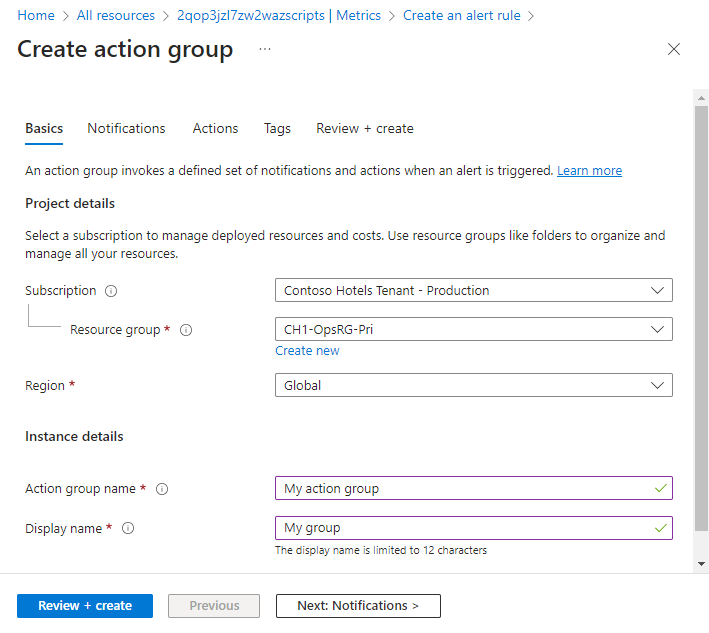 Home > All resources > 2qop3jzl7zw2wazscripts | Metrics > Create an alert rule >
Create action group ...
Basics Notifications Actions Tags Review + create
An action group invokes a defined set of notifications and actions when an alert is triggered. Learn more
Project details
Select a subscription to manage deployed resources and costs. Use resource groups like folders to organize and
manage all your resources.
Subscription Contoso Hotels Tenant - Production
Resource group * CH1-OpsRG-Pri
Create new
Region * Global
Instance details
Action group name * My action group
Display name * My group
The display name is limited to 12 characters
Review + create Previous Next: Notifications >